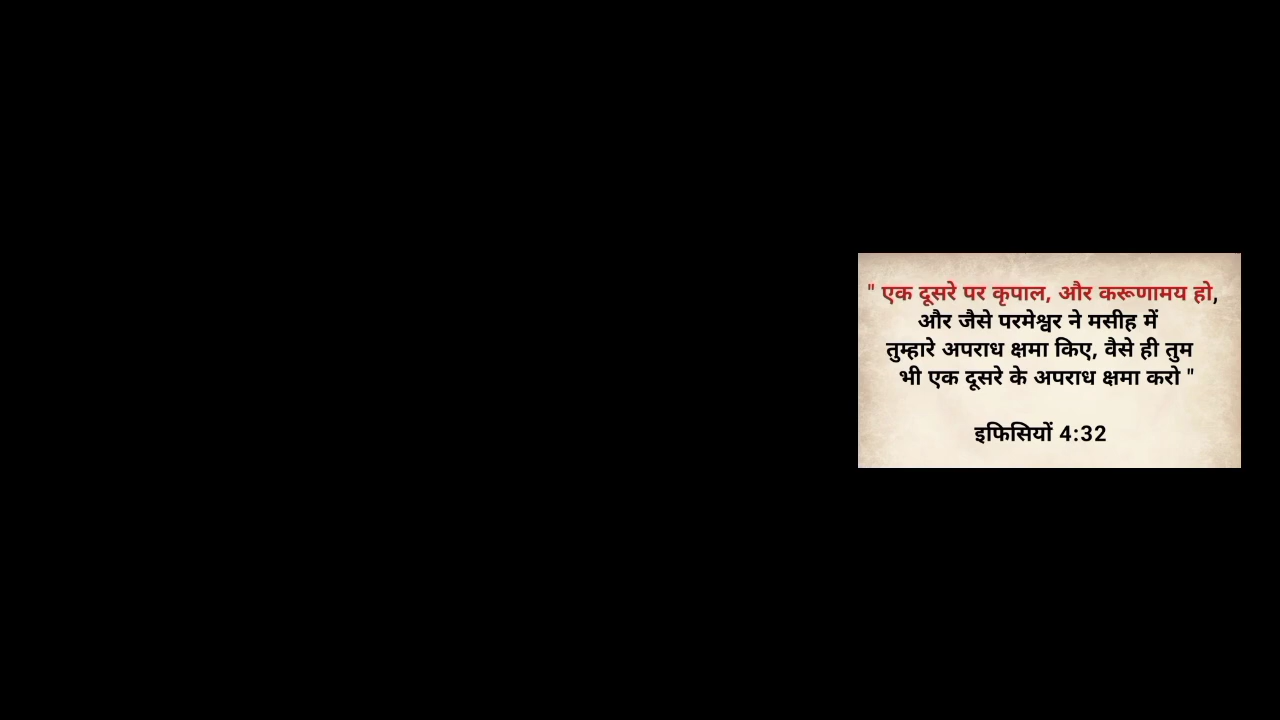 " एक दूसरे पर कृपाल, और करूणामय हो,
और जैसे परमेश्वर ने मसीह में
तुम्हारे अपराध क्षमा किए, वैसे ही तुम
भी एक दूसरे के अपराध क्षमा करो "
इफिसियों 4:32